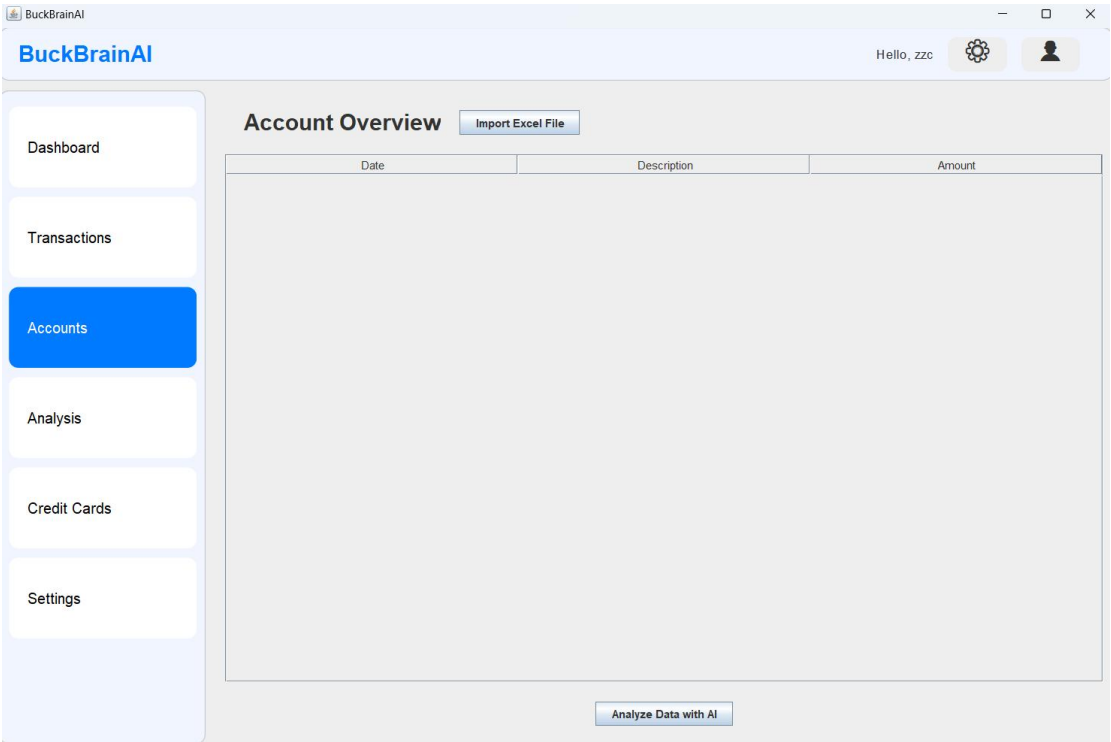 BuckBrainAI
BuckBrainAI
Hello, zzc
Dashboard
Transactions
Accounts
Analysis
Credit Cards
Settings
Account Overview
Import Excel File
Date Description Amount
Analyze Data with AI